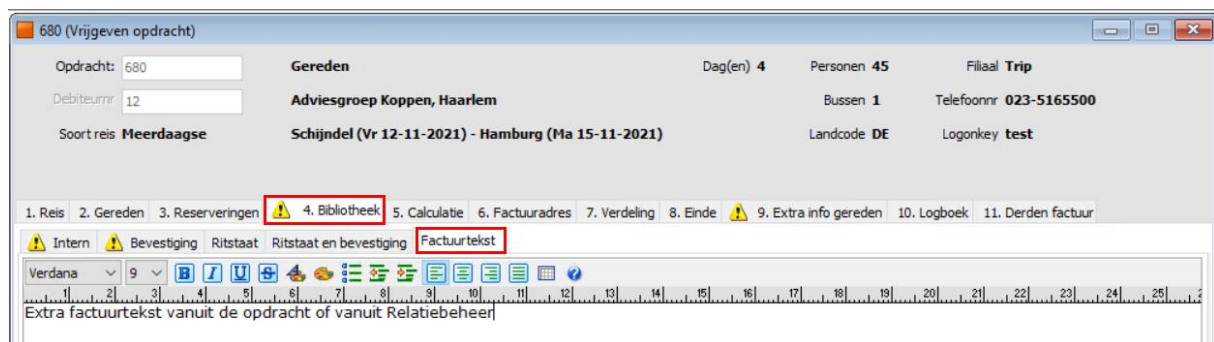 680 (Vrijgeven opdracht)
Opdracht: 680 Gereden Dag(en) 4 Personen 45 Filiaal Trip
Debiteurnr 12 Adviesgroep Koppen, Haarlem Bussen 1 Telefoonnr 023-5165500
Soort reis Meerdaagse Schijndel (Vr 12-11-2021) - Hamburg (Ma 15-11-2021) Landcode DE Logonkey test
1. Reis 2. Gereden 3. Reserveringen 4. Bibliotheek 5. Calculatie 6. Factuuradres 7. Verdeling 8. Einde 9. Extra info gereden 10. Logboek 11. Derden factuur
Intern Bevestiging Ritstaat Ritstaat en bevestiging Factuurtekst
Verdana 9 B I U S
1 2 3 4 5 6 7 8 9 10 11 12 13 14 15 16 17 18 19 20 21 22 23 24 25
Extra factuurtekst vanuit de opdracht of vanuit Relatiebeheer